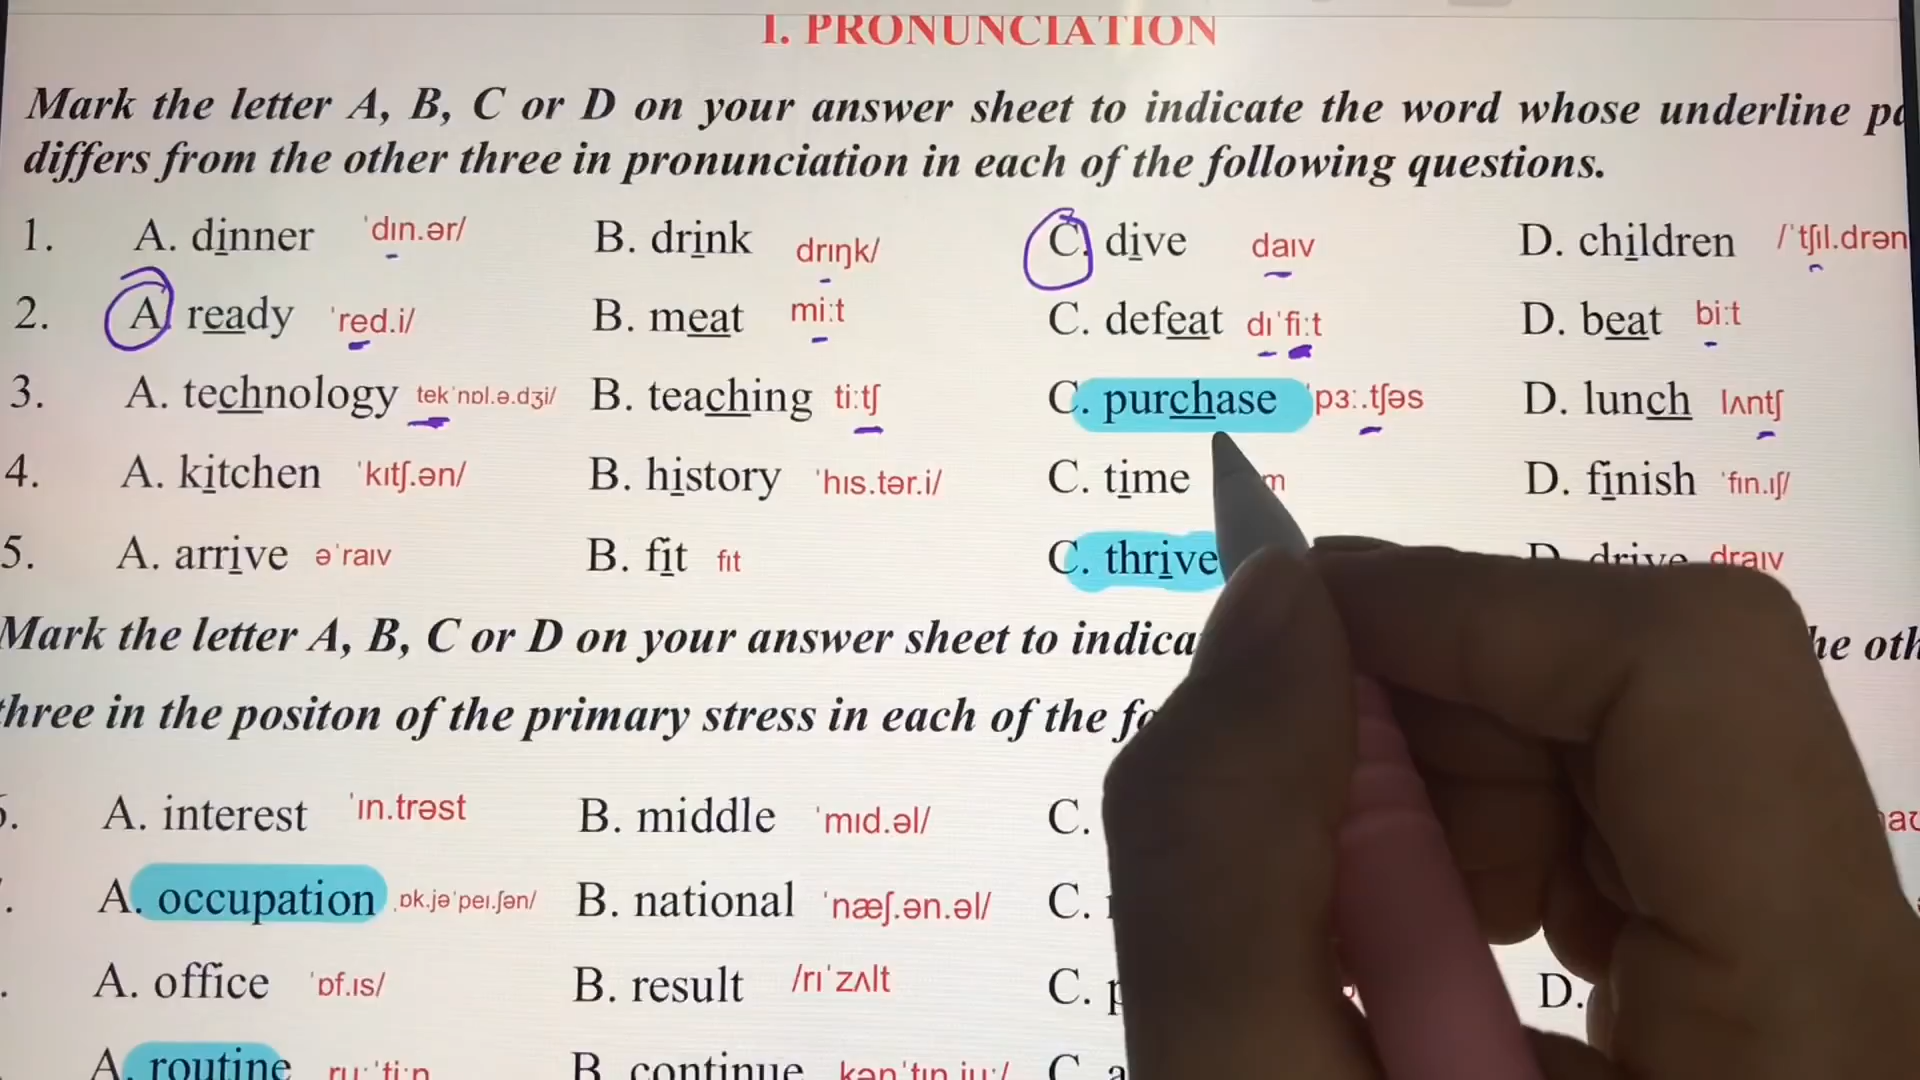 I. PRONUNCIATION
Mark the letter A, B, C or D on your answer sheet to indicate the word whose underline
differs from the other three in pronunciation in each of the following questions.
1. A. dinner ˈdɪn.ər/ B. drink drɪŋk/ C. dive daɪv D. children /ˈtʃɪl.drən
2. A. ready ˈred.i/ B. meat miːt C. defeat dɪˈfiːt D. beat biːt
3. A. technology tekˈnɒl.ə.dʒi/ B. teaching tiːtʃ C. purchase ˈpɜː.tʃəs D. lunch lʌntʃ
4. A. kitchen ˈkɪtʃ.ən/ B. history ˈhɪs.tər.i/ C. time m D. finish ˈfɪn.ɪʃ/
5. A. arrive əˈraɪv B. fit fɪt C. thrive D. drive draɪv
Mark the letter A, B, C or D on your answer sheet to
three in the positon of the primary stress in each of the
A. interest ˈɪn.trəst B. middle ˈmɪd.əl/ C.
A. occupation ˌɒk.jəˈpeɪ.ʃən/ B. national ˈnæʃ.ən.əl/ C.
A. office ˈɒf.ɪs/ B. result /rɪˈzʌlt C. D.
A. routine ruːˈtiːn B. continue kənˈtɪn.juː/ C.